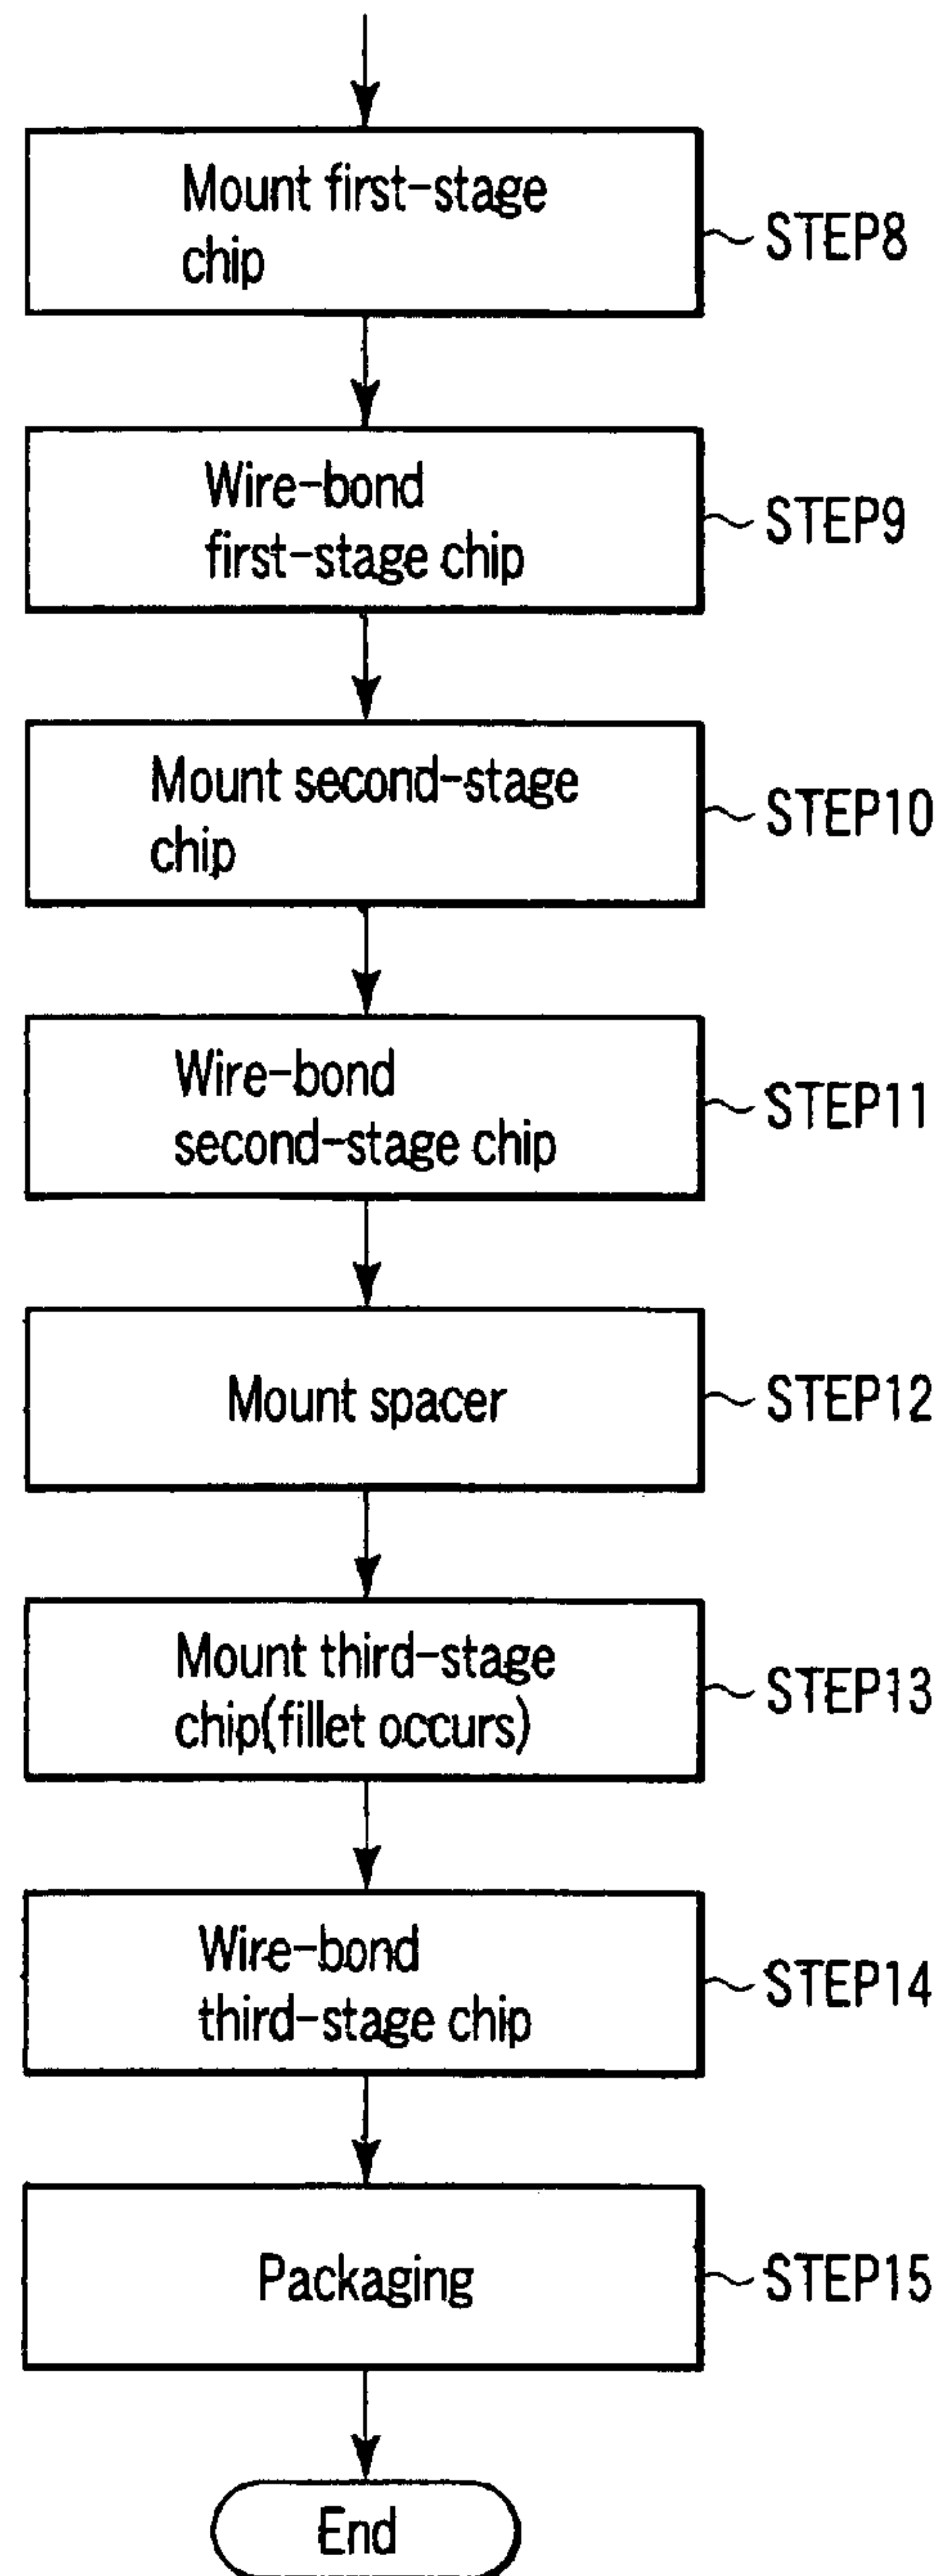 Mount first-stage
chip
STEP8
Wire-bond
first-stage chip
STEP9
Mount second-stage
chip
STEP10
Wire-bond
second-stage chip
STEP11
Mount spacer
STEP12
Mount third-stage
chip(fillet occurs)
STEP13
Wire-bond
third-stage chip
STEP14
Packaging
STEP15
End